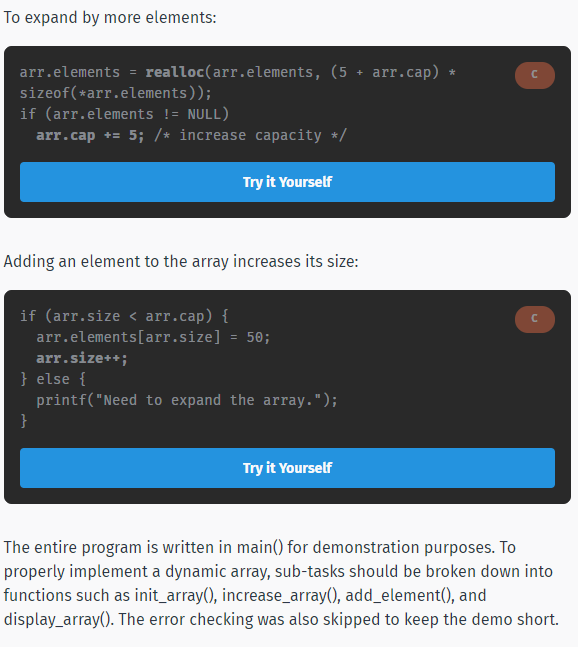 To expand by more elements:
arr.elements = realloc(arr.elements, (5 + arr.cap) *
C
sizeof(*arr.elements));
if (arr.elements != NULL)
arr.cap += 5; /* increase capacity */
Try it Yourself
Adding an element to the array increases its size:
if (arr.size < arr.cap) {
C
arr.elements[arr.size] = 50;
arr.size++;
} else {
printf("Need to expand the array.");
}
Try it Yourself
The entire program is written in main() for demonstration purposes. To
properly implement a dynamic array, sub-tasks should be broken down into
functions such as init_array(), increase_array(), add_element(), and
display_array(). The error checking was also skipped to keep the demo short.